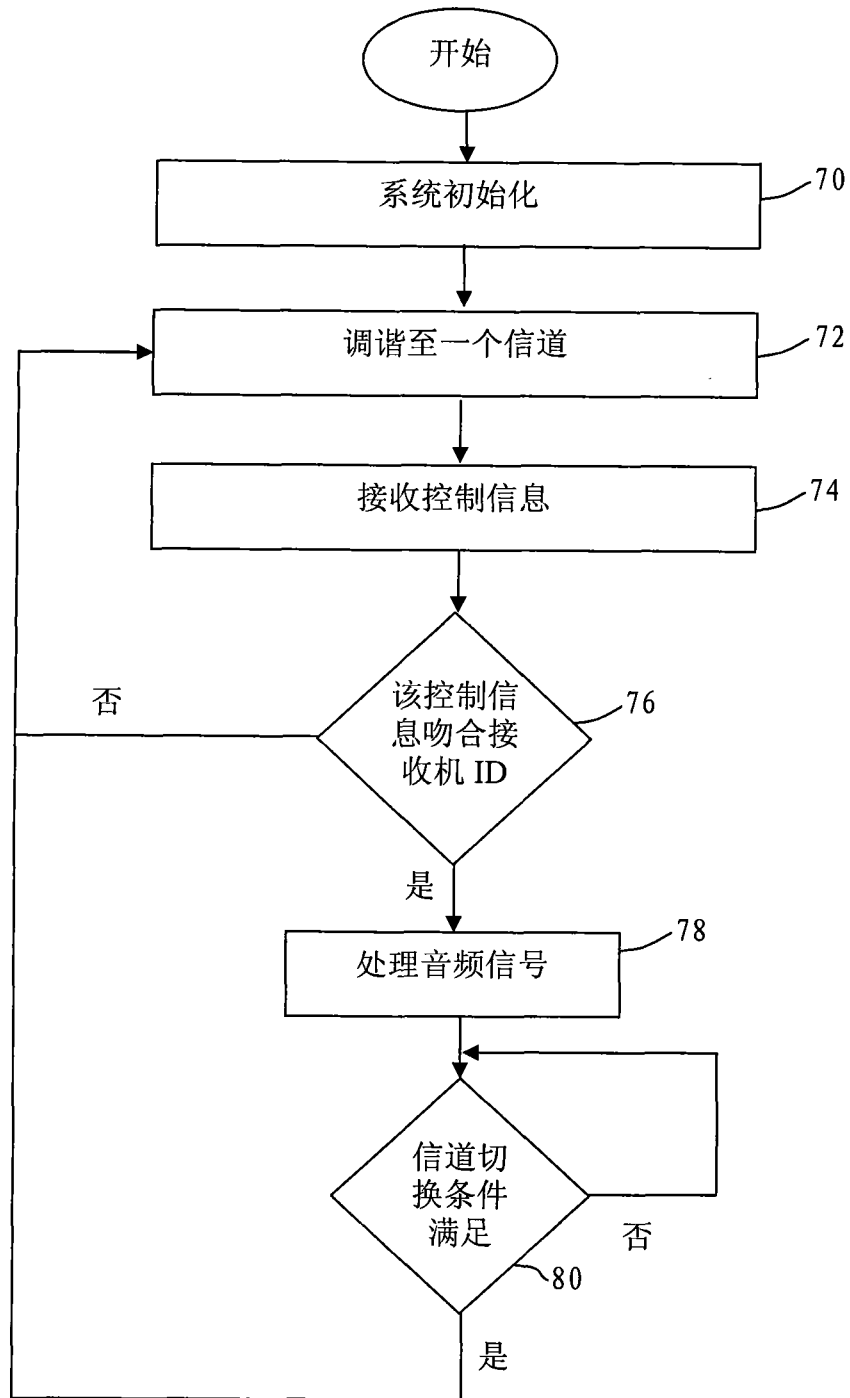 开始
系统初始化
70
调谐至一个信道
72
接收控制信息
74
该控制信
息吻合接
收机 ID
76
否
是
处理音频信号
78
信道切
换条件
满足
否
80
是